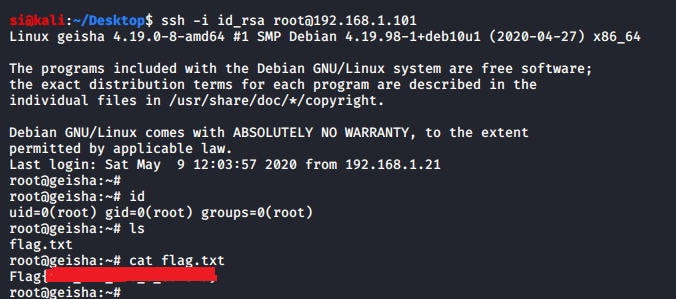 si@kali:~/Desktop$ ssh -i id_rsa root@192.168.1.101
Linux geisha 4.19.0-8-amd64 #1 SMP Debian 4.19.98-1+deb10u1 (2020-04-27) x86_64
The programs included with the Debian GNU/Linux system are free software;
the exact distribution terms for each program are described in the
individual files in /usr/share/doc/*/copyright.
Debian GNU/Linux comes with ABSOLUTELY NO WARRANTY, to the extent
permitted by applicable law.
Last login: Sat May  9 12:03:57 2020 from 192.168.1.21
root@geisha:~#
root@geisha:~# id
uid=0(root) gid=0(root) groups=0(root)
root@geisha:~# ls
flag.txt
root@geisha:~# cat flag.txt
Flag{
root@geisha:~#